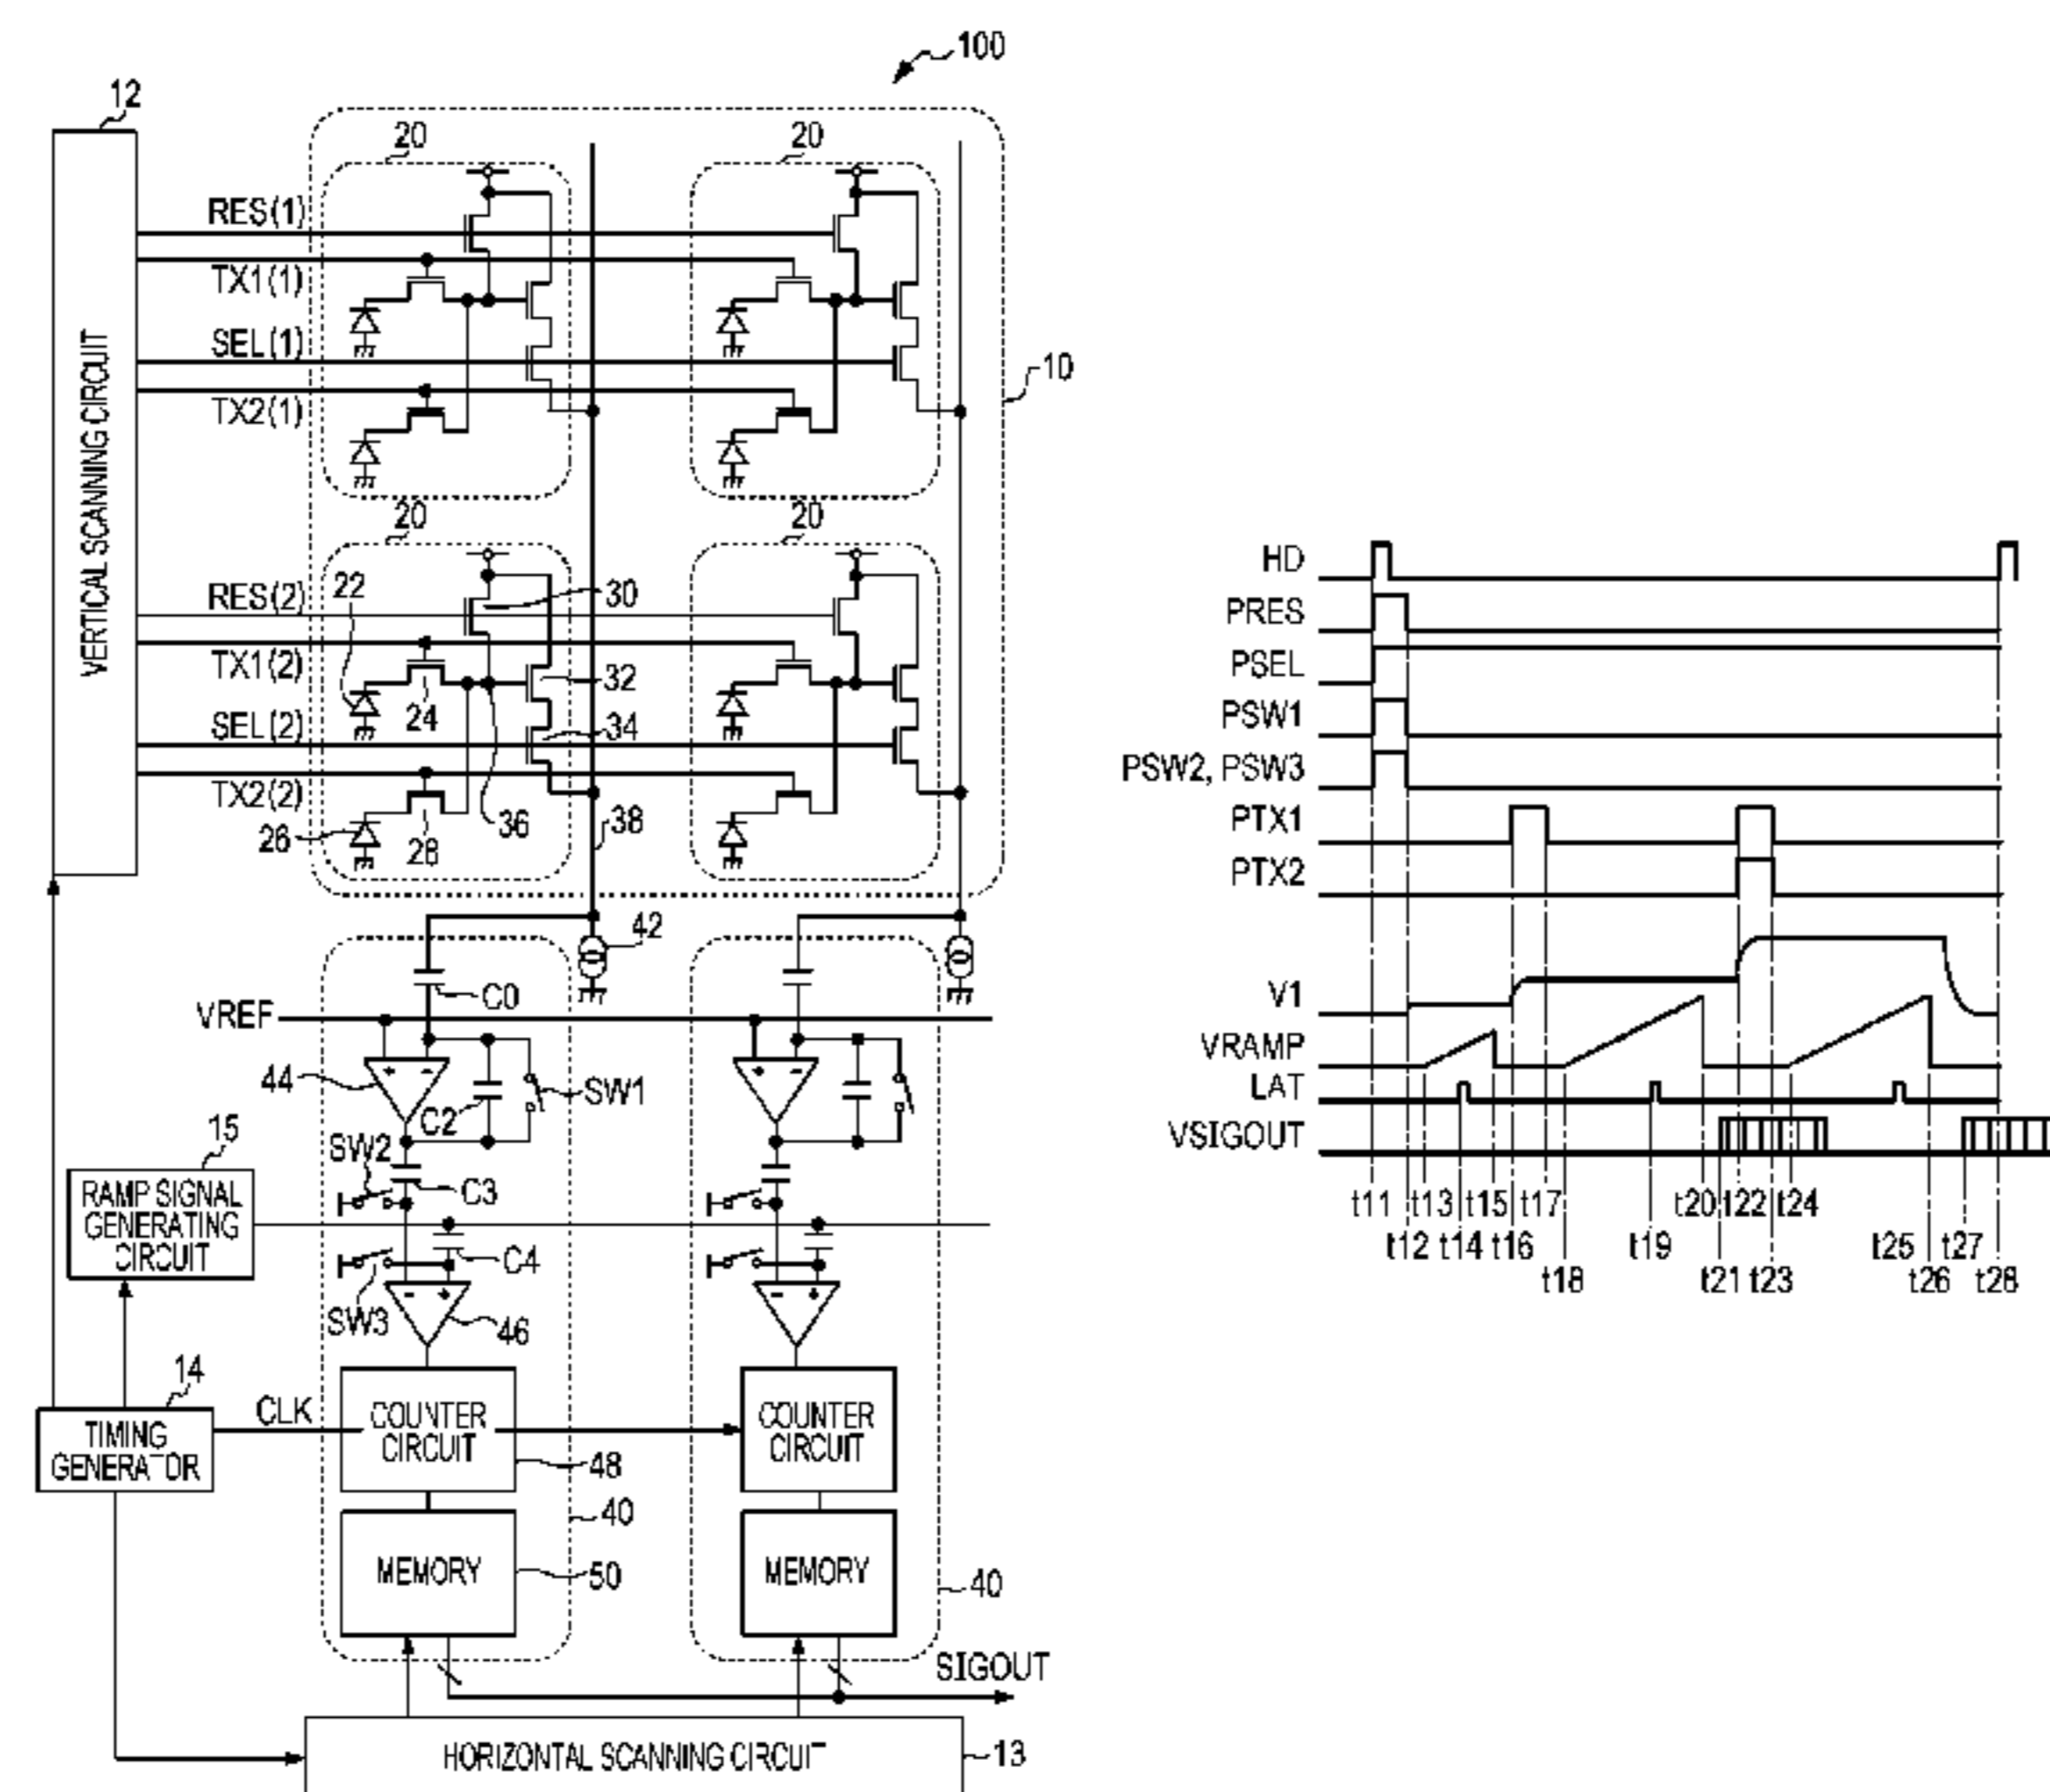 100
12
20
20
VERTICAL SCANNING CIRCUIT
RES(1)
TX1(1)
SEL(1)
TX2(1)
10
20
20
RES(2)
22
30
TX1(2)
32
24
SEL(2)
34
TX2(2)
26
28
36
38
42
C0
VREF
44
C2
SW1
15
SW2
RAMP SIGNAL
GENERATING
CIRCUIT
C3
C4
SW3
46
14
TIMING
GENERATOR
CLK
COUNTER
CIRCUIT
COUNTER
CIRCUIT
48
40
MEMORY
50
MEMORY
40
SIGOUT
HORIZONTAL SCANNING CIRCUIT
13
HD
PRES
PSEL
PSW1
PSW2, PSW3
PTX1
PTX2
V1
VRAMP
LAT
VSIGOUT
t11 t13 t15 t17 t20 t22 t24
t12 t14 t16 t19 t25 t27
t18 t21 t23 t26 t28